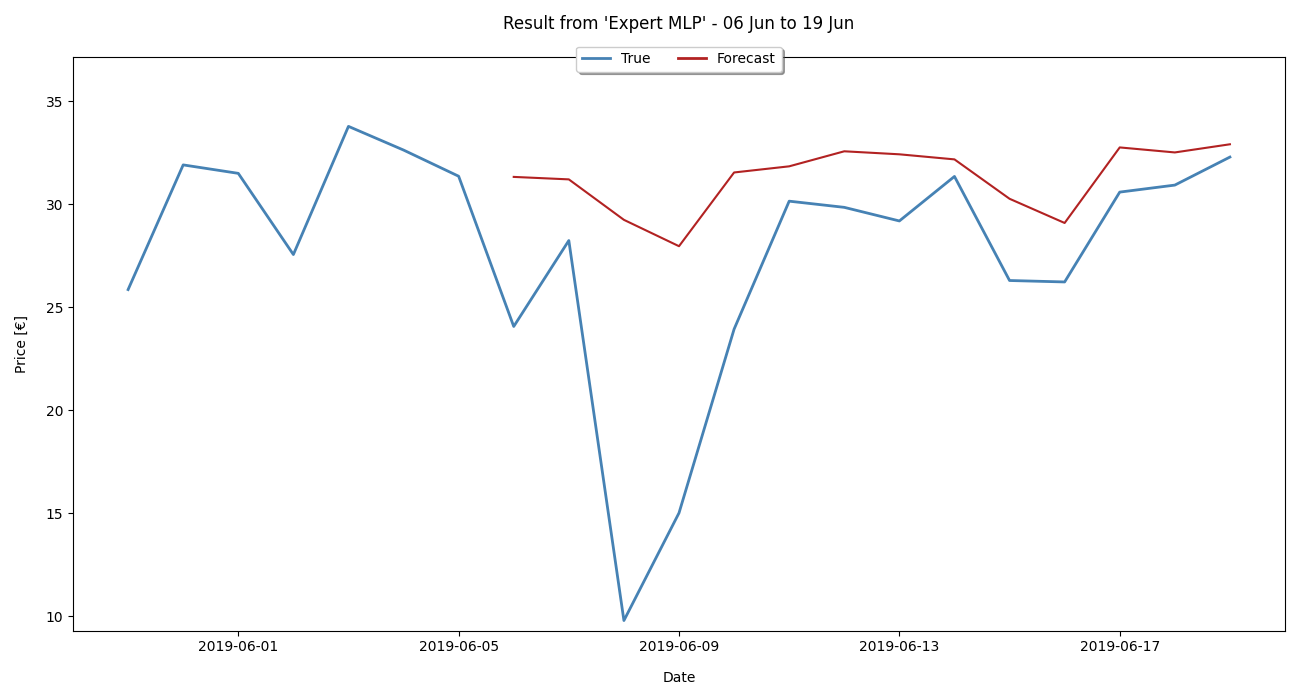 Result from 'Expert MLP' - 06 Jun to 19 Jun
True Forecast
35
30
25
20
15
10
Price [€]
2019-06-01 2019-06-05 2019-06-09 2019-06-13 2019-06-17
Date